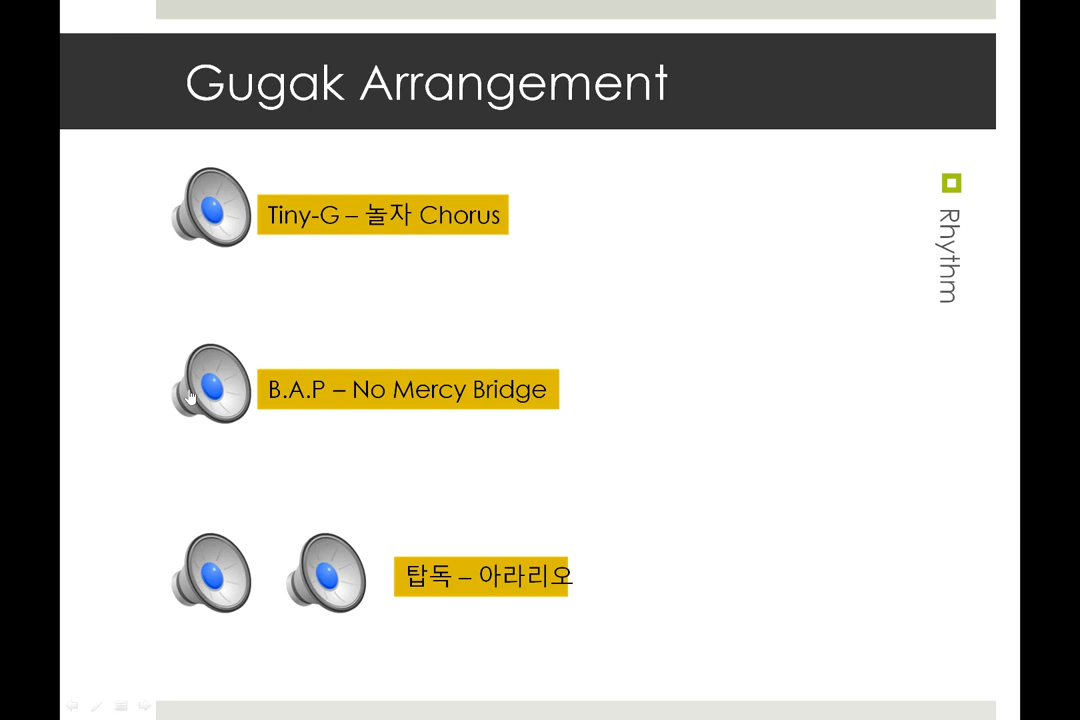 Gugak Arrangement
Tiny-G – 놀자 Chorus
Rhythm
B.A.P – No Mercy Bridge
탑독 – 아라리오